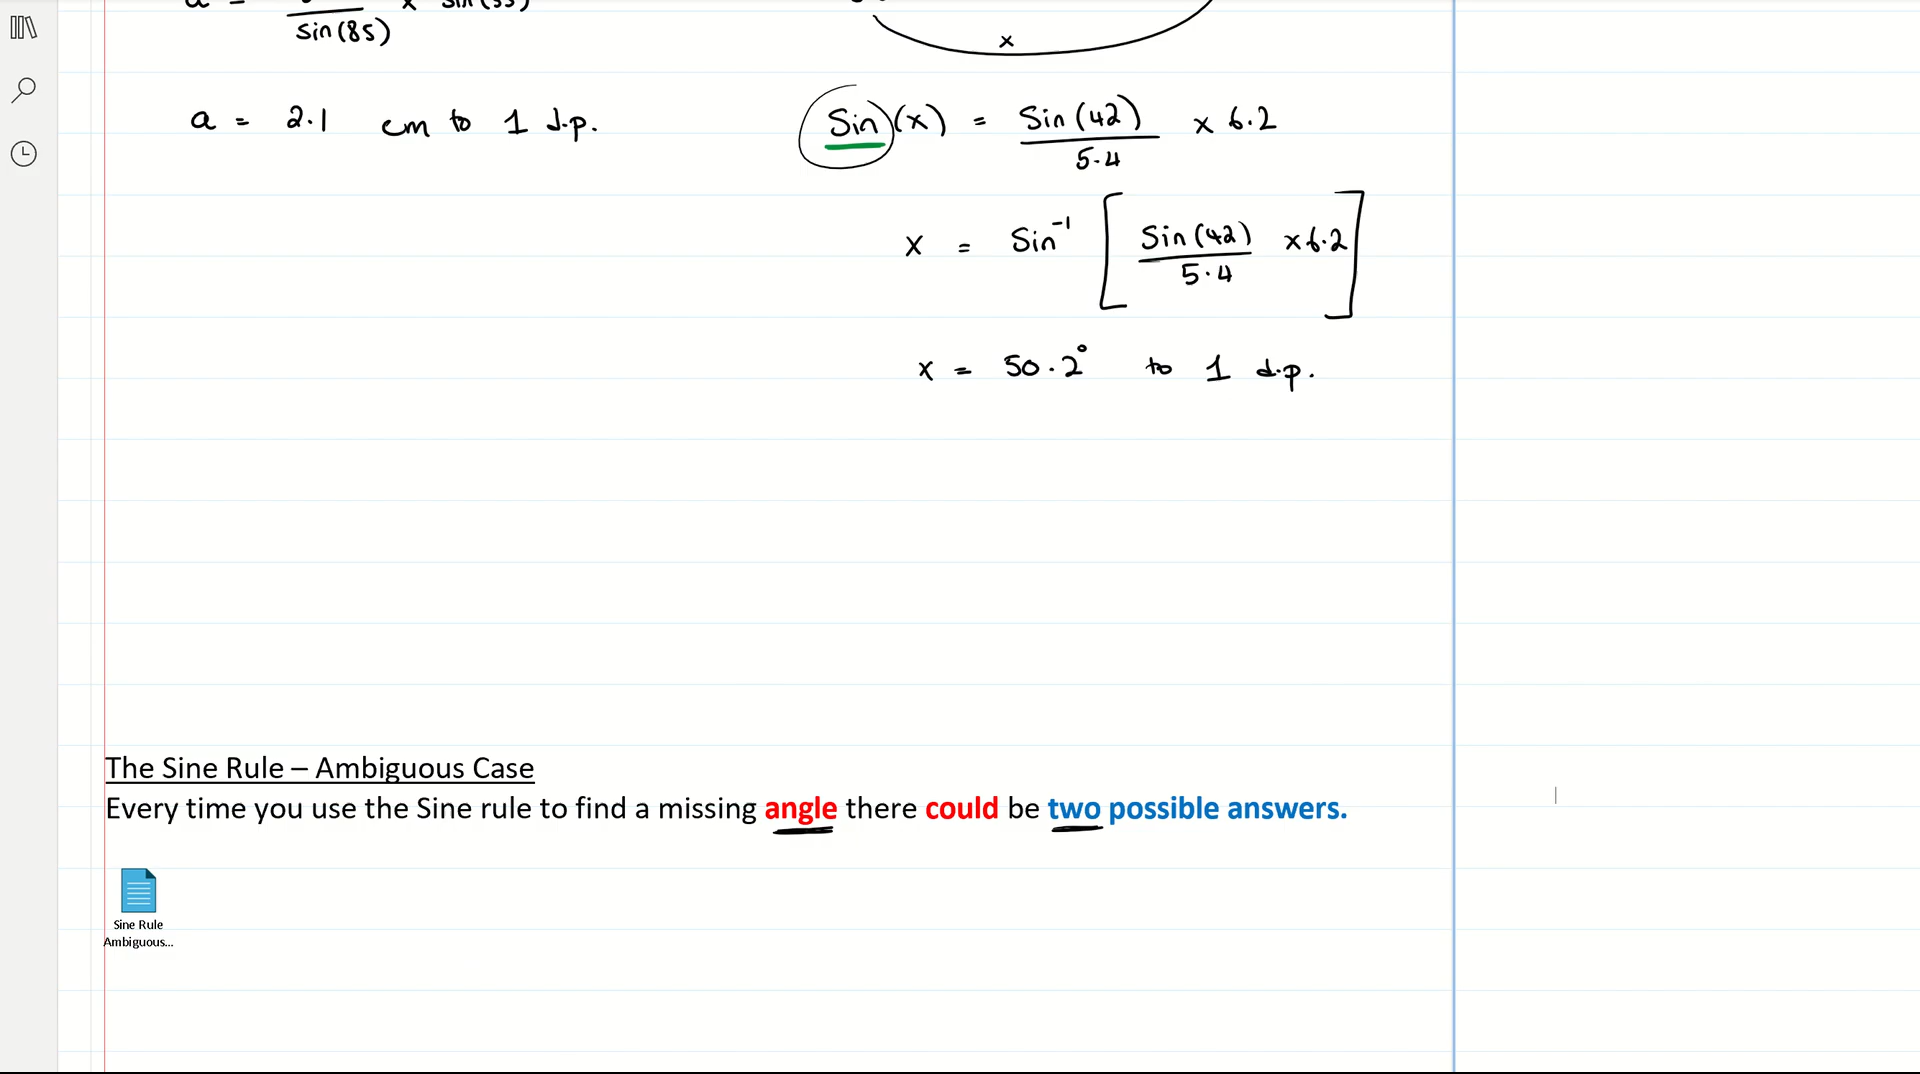 sin(85)
x
a = 2.1 cm to 1 d.p.
Sin(x) = Sin(42) / 5.4 x 6.2
x = Sin⁻¹ [ Sin(42) / 5.4 x 6.2 ]
x = 50.2° to 1 d.p.
The Sine Rule – Ambiguous Case
Every time you use the Sine rule to find a missing angle there could be two possible answers.
Sine Rule
Ambiguous...